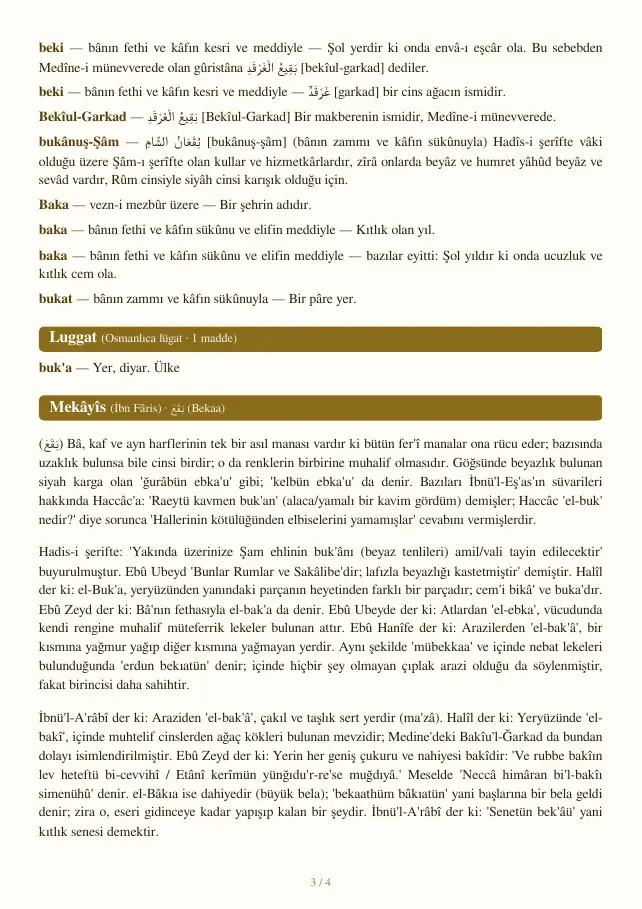 beki — bânın fethi ve kâfın kesri ve meddiyle — Şol yerdir ki onda envâ-ı eşcâr ola. Bu sebebden
Medîne-i münevverede olan gûristâna بَقِيعُ الْغَرْقَدِ [bekîul-garkad] dediler.
beki — bânın fethi ve kâfın kesri ve meddiyle — غَرْقَدٌ [garkad] bir cins ağacın ismidir.
Bekîul-Garkad — بَقِيعُ الْغَرْقَدِ [Bekîul-Garkad] Bir makberenin ismidir, Medîne-i münevverede.
bukânuş-Şâm — بُقْعَانُ الشَّامِ [bukânuş-şâm] (bânın zammı ve kâfın sükûnuyla) Hadîs-i şerîfte vâki
olduğu üzere Şâm-ı şerîfte olan kullar ve hizmetkârlardır, zîrâ onlarda beyâz ve humret yâhûd beyâz ve
sevâd vardır, Rûm cinsiyle siyâh cinsi karışık olduğu için.
Baka — vezn-i mezbûr üzere — Bir şehrin adıdır.
baka — bânın fethi ve kâfın sükûnu ve elifin meddiyle — Kıtlık olan yıl.
baka — bânın fethi ve kâfın sükûnu ve elifin meddiyle — bazılar eyitti: Şol yıldır ki onda ucuzluk ve
kıtlık cem ola.
bukat — bânın zammı ve kâfın sükûnuyla — Bir pâre yer.
Luggat (Osmanlıca lügat · 1 madde)
buk'a — Yer, diyar. Ülke
Mekâyîs (İbn Fâris) · بَقَعَ (Bekaa)
(بَقَعَ) Bâ, kaf ve ayn harflerinin tek bir asıl manası vardır ki bütün fer'î manalar ona rücu eder; bazısında
uzaklık bulunsa bile cinsi birdir; o da renklerin birbirine muhalif olmasıdır. Göğsünde beyazlık bulunan
siyah karga olan 'ğurâbün ebka'u' gibi; 'kelbün ebka'u' da denir. Bazıları İbnü'l-Eş'as'ın süvarileri
hakkında Haccâc'a: 'Raeytü kavmen buk'an' (alaca/yamalı bir kavim gördüm) demişler; Haccâc 'el-buk'
nedir?' diye sorunca 'Hallerinin kötülüğünden elbiselerini yamamışlar' cevabını vermişlerdir.
Hadis-i şerifte: 'Yakında üzerinize Şam ehlinin buk'ânı (beyaz tenlileri) amil/vali tayin edilecektir'
buyurulmuştur. Ebû Ubeyd 'Bunlar Rumlar ve Sakâlibe'dir; lafızla beyazlığı kastetmiştir' demiştir. Halîl
der ki: el-Buk'a, yeryüzünden yanındaki parçanın heyetinden farklı bir parçadır; cem'i bikâ' ve buka'dır.
Ebû Zeyd der ki: Bâ'nın fethasıyla el-bak'a da denir. Ebû Ubeyde der ki: Atlardan 'el-ebka', vücudunda
kendi rengine muhalif müteferrik lekeler bulunan attır. Ebû Hanîfe der ki: Arazilerden 'el-bak'â', bir
kısmına yağmur yağıp diğer kısmına yağmayan yerdir. Aynı şekilde 'mübekkaa' ve içinde nebat lekeleri
bulunduğunda 'erdun bekıatün' denir; içinde hiçbir şey olmayan çıplak arazi olduğu da söylenmiştir,
fakat birincisi daha sahihtir.
İbnü'l-A'râbî der ki: Araziden 'el-bak'â', çakıl ve taşlık sert yerdir (ma'zâ). Halîl der ki: Yeryüzünde 'el-
bakî', içinde muhtelif cinslerden ağaç kökleri bulunan mevzidir; Medine'deki Bakîu'l-Ğarkad da bundan
dolayı isimlendirilmiştir. Ebû Zeyd der ki: Yerin her geniş çukuru ve nahiyesi bakîdir: 'Ve rubbe bakîın
lev heteftü bi-cevvihî / Etânî kerîmün yünğıdu'r-re'se muğdıyâ.' Meselde 'Neccâ himâran bi'l-bakîı
simenühû' denir. el-Bâkıa ise dahiyedir (büyük bela); 'bekaathüm bâkıatün' yani başlarına bir bela geldi
denir; zira o, eseri gidinceye kadar yapışıp kalan bir şeydir. İbnü'l-A'râbî der ki: 'Senetün bek'âü' yani
kıtlık senesi demektir.
3 / 4